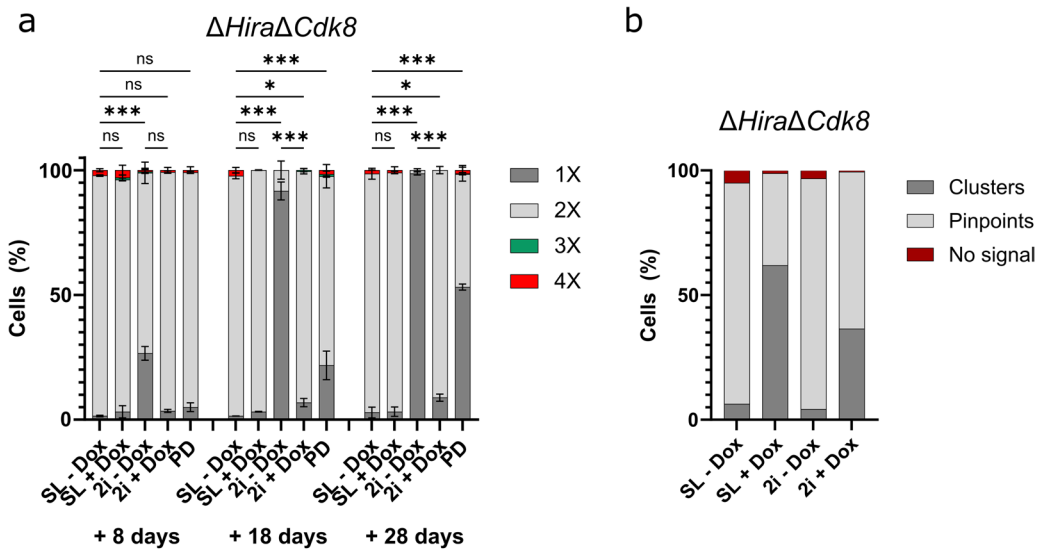 a
ΔHiraΔCdk8
ns *** ***
ns * *
*** *** ***
ns ns ns *** ns ***
100
50
0
Cells (%)
SL - Dox
SL + Dox
2i - Dox
2i + Dox
PD
SL - Dox
SL + Dox
2i - Dox
2i + Dox
PD
SL - Dox
SL + Dox
2i - Dox
2i + Dox
PD
+ 8 days + 18 days + 28 days
1X
2X
3X
4X
b
ΔHiraΔCdk8
100
50
0
Cells (%)
SL - Dox
SL + Dox
2i - Dox
2i + Dox
Clusters
Pinpoints
No signal